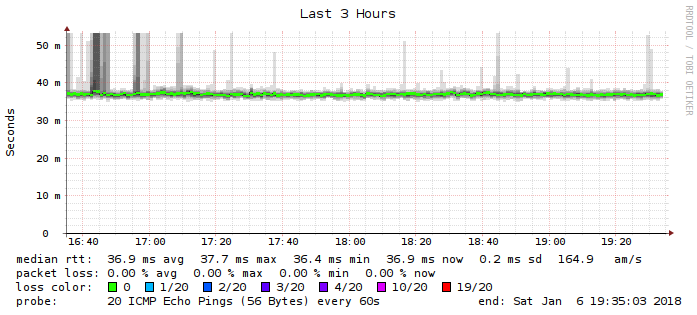 Last 3 Hours
RRDTOOL / TOBI OETIKER
Seconds
50 m
40 m
30 m
20 m
10 m
0
16:40 17:00 17:20 17:40 18:00 18:20 18:40 19:00 19:20
median rtt: 36.9 ms avg 37.7 ms max 36.4 ms min 36.9 ms now 0.2 ms sd 164.9 am/s
packet loss: 0.00 % avg 0.00 % max 0.00 % min 0.00 % now
loss color: 0 1/20 2/20 3/20 4/20 10/20 19/20
probe: 20 ICMP Echo Pings (56 Bytes) every 60s end: Sat Jan 6 19:35:03 2018